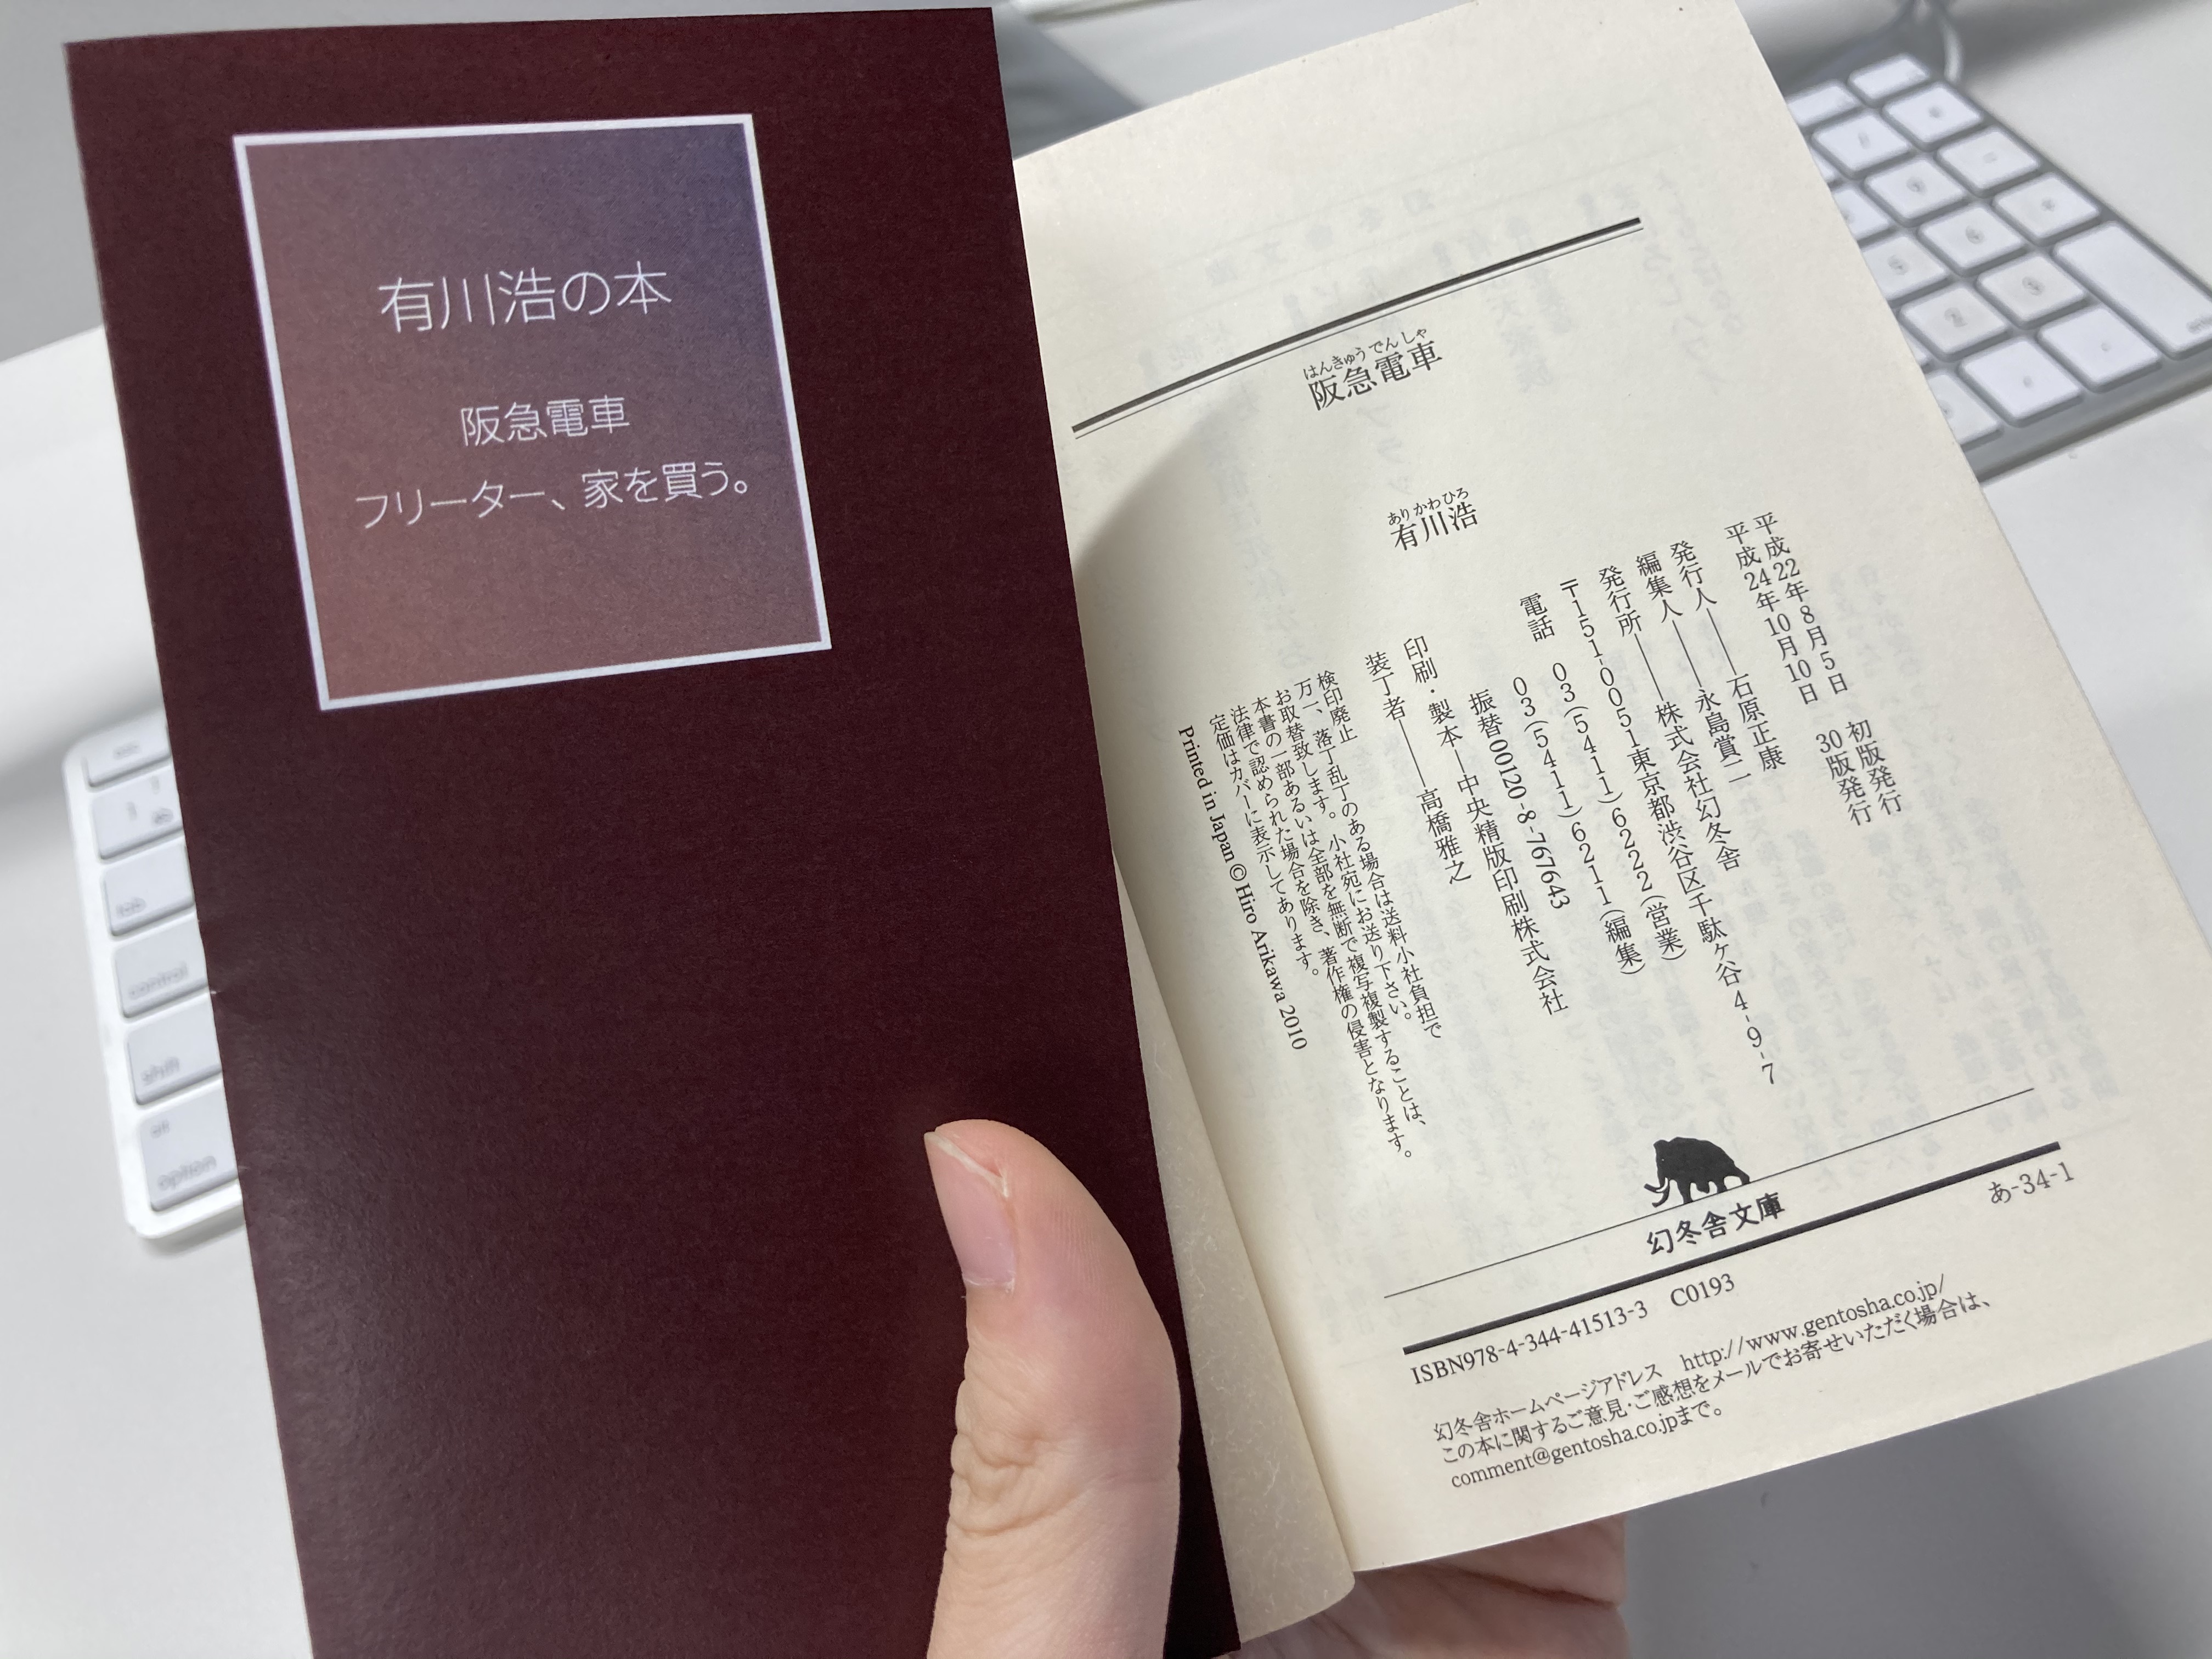 有川浩の本
阪急電車
フリーター、家を買う。
はんきゅうでんしゃ
阪急電車
ありかわひろ
有川浩
平成22年8月5日 初版発行
平成24年10月10日 30版発行
発行人――石原正康
編集人――永島賞二
発行所――株式会社幻冬舎
〒151-0051東京都渋谷区千駄ヶ谷4-9-7
電話 03(5411)6222(営業)
03(5411)6211(編集)
振替00120-8-767643
印刷・製本―中央精版印刷株式会社
装丁者――高橋雅之
検印廃止
万一、落丁乱丁のある場合は送料小社負担で
お取替致します。小社宛にお送り下さい。
本書の一部あるいは全部を無断で複写複製することは、
法律で認められた場合を除き、著作権の侵害となります。
定価はカバーに表示してあります。
Printed in Japan © Hiro Arikawa 2010
幻冬舎文庫
あ-34-1
ISBN978-4-344-41513-3 C0193
幻冬舎ホームページアドレス http://www.gentosha.co.jp/
この本に関するご意見・ご感想をメールでお寄せいただく場合は、
comment@gentosha.co.jpまで。
control
shift
alt
option